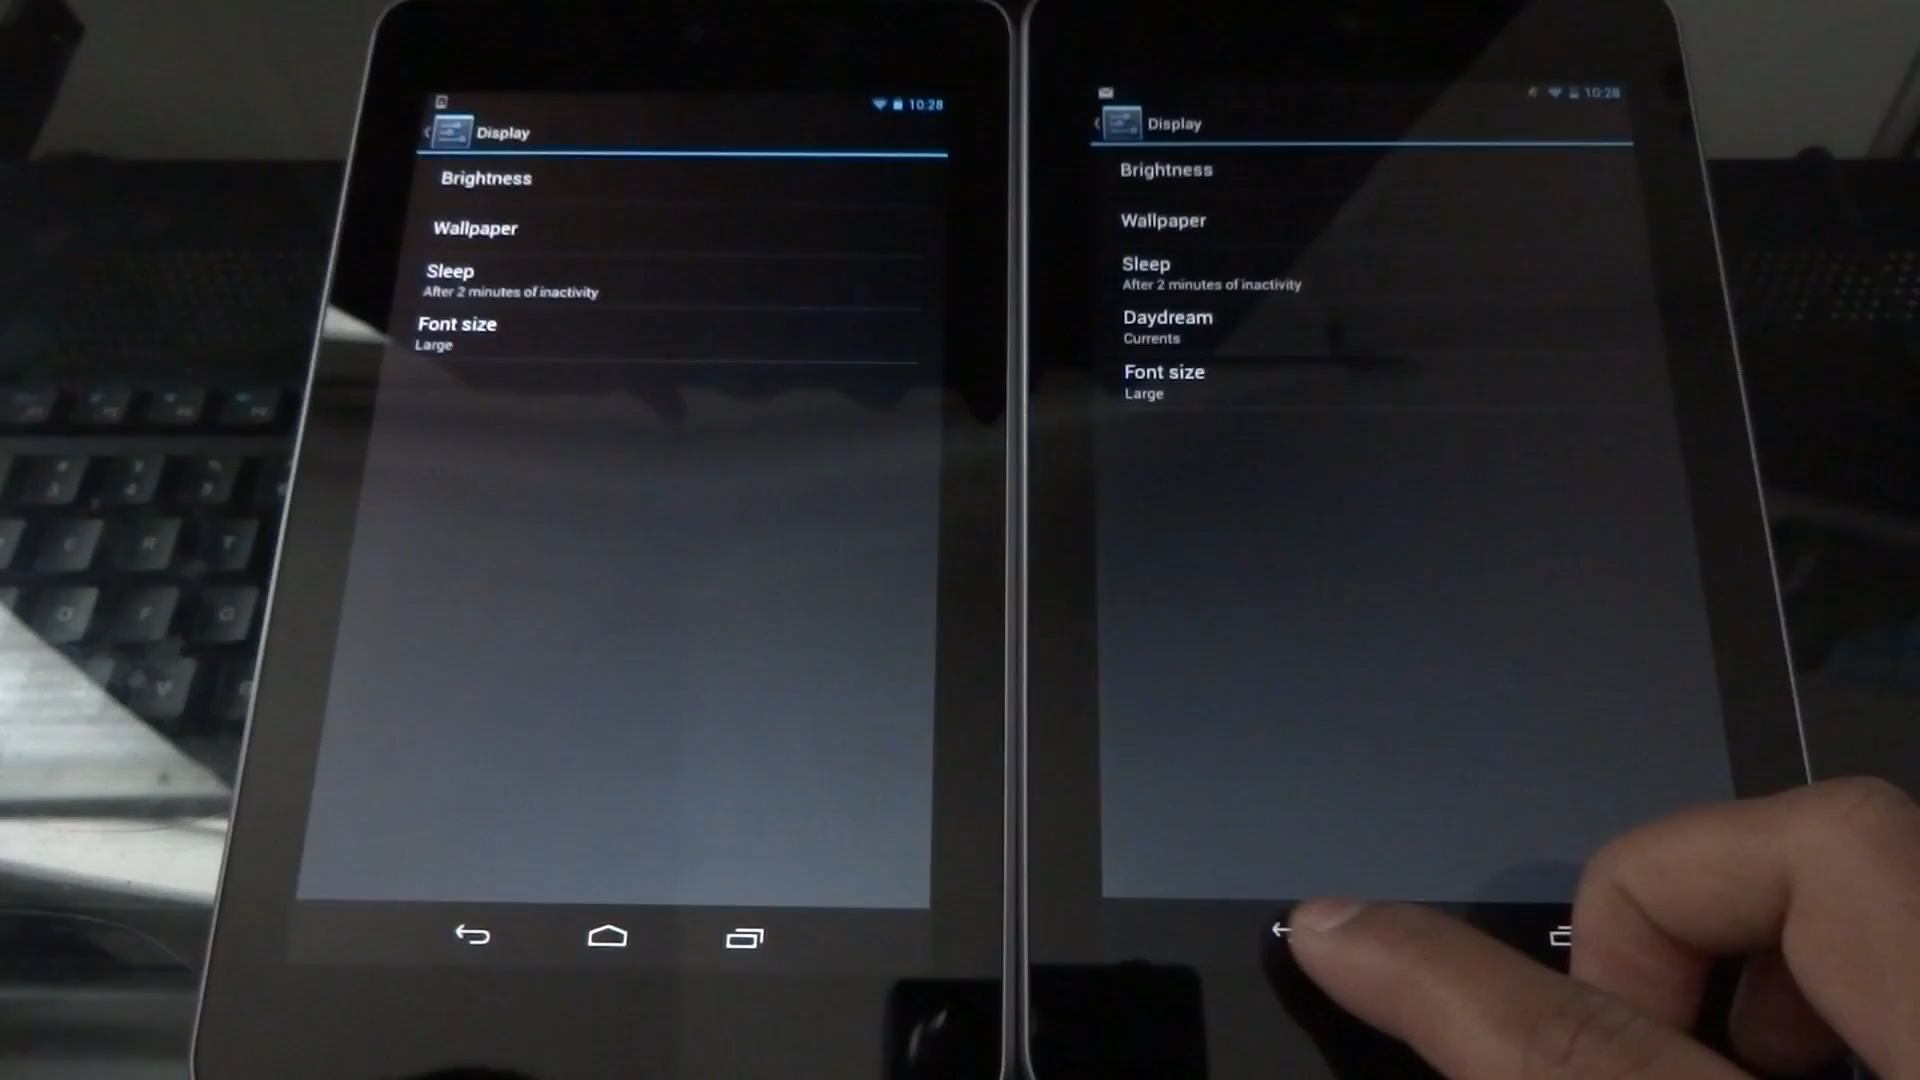 10:28
Display
Brightness
Wallpaper
Sleep
After 2 minutes of inactivity
Font size
Large
10:28
Display
Brightness
Wallpaper
Sleep
After 2 minutes of inactivity
Daydream
Currents
Font size
Large
E R T
F G
V